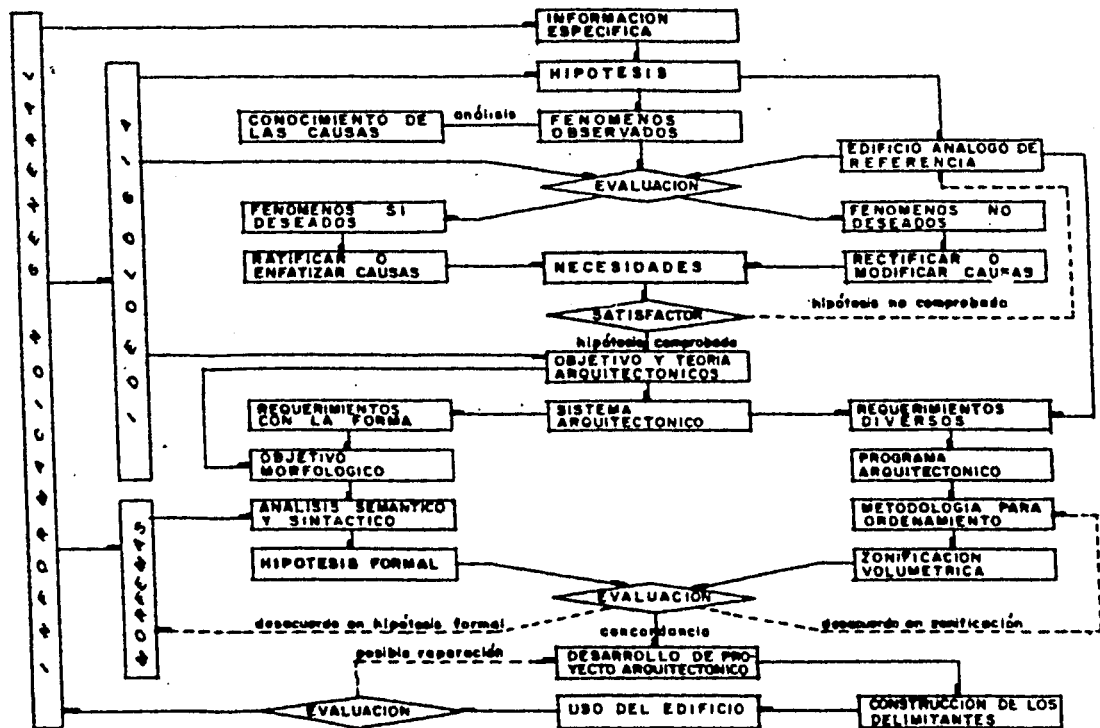 INFORMACION
ESPECIFICA
HIPOTESIS
CONOCIMIENTO DE
LAS CAUSAS
análisis
FENOMENOS
OBSERVADOS
EDIFICIO ANALOGO DE
REFERENCIA
EVALUACION
FENOMENOS SI
DESEADOS
FENOMENOS NO
DESEADOS
RATIFICAR O
ENFATIZAR CAUSAS
NECESIDADES
RECTIFICAR O
MODIFICAR CAUSAS
hipótesis no comprobada
SATISFACTOR
hipótesis comprobada
OBJETIVO Y TEORIA
ARQUITECTONICOS
REQUERIMIENTOS
CON LA FORMA
SISTEMA
ARQUITECTONICO
REQUERIMIENTOS
DIVERSOS
OBJETIVO
MORFOLOGICO
PROGRAMA
ARQUITECTONICO
ANALISIS SEMANTICO
Y SINTACTICO
METODOLOGIA PARA
ORDENAMIENTO
HIPOTESIS FORMAL
ZONIFICACION
VOLUMETRICA
EVALUACION
desacuerdo en hipótesis formal
desacuerdo en zonificación
concordancia
posible reparación
DESARROLLO DE PRO-
YECTO ARQUITECTONICO
EVALUACION
USO DEL EDIFICIO
CONSTRUCCION DE LOS
DELIMITANTES
INFORMACION GENERAL
IDEOLOGIA
MORFEMAS